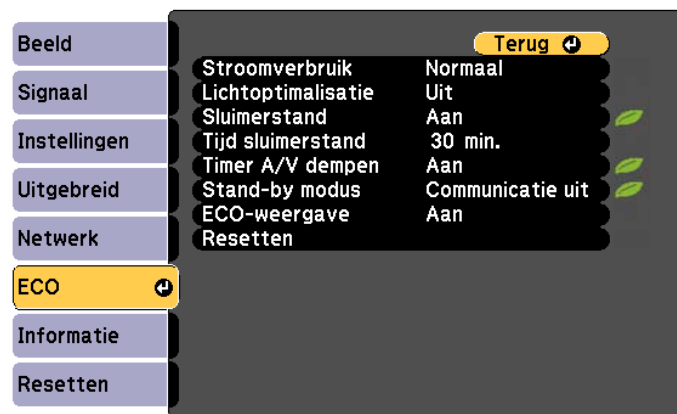 Beeld
Signaal
Instellingen
Uitgebreid
Netwerk
ECO
Informatie
Resetten
Terug
Stroomverbruik Normaal
Lichtoptimalisatie Uit
Sluimerstand Aan
Tijd sluimerstand 30 min.
Timer A/V dempen Aan
Stand-by modus Communicatie uit
ECO-weergave Aan
Resetten